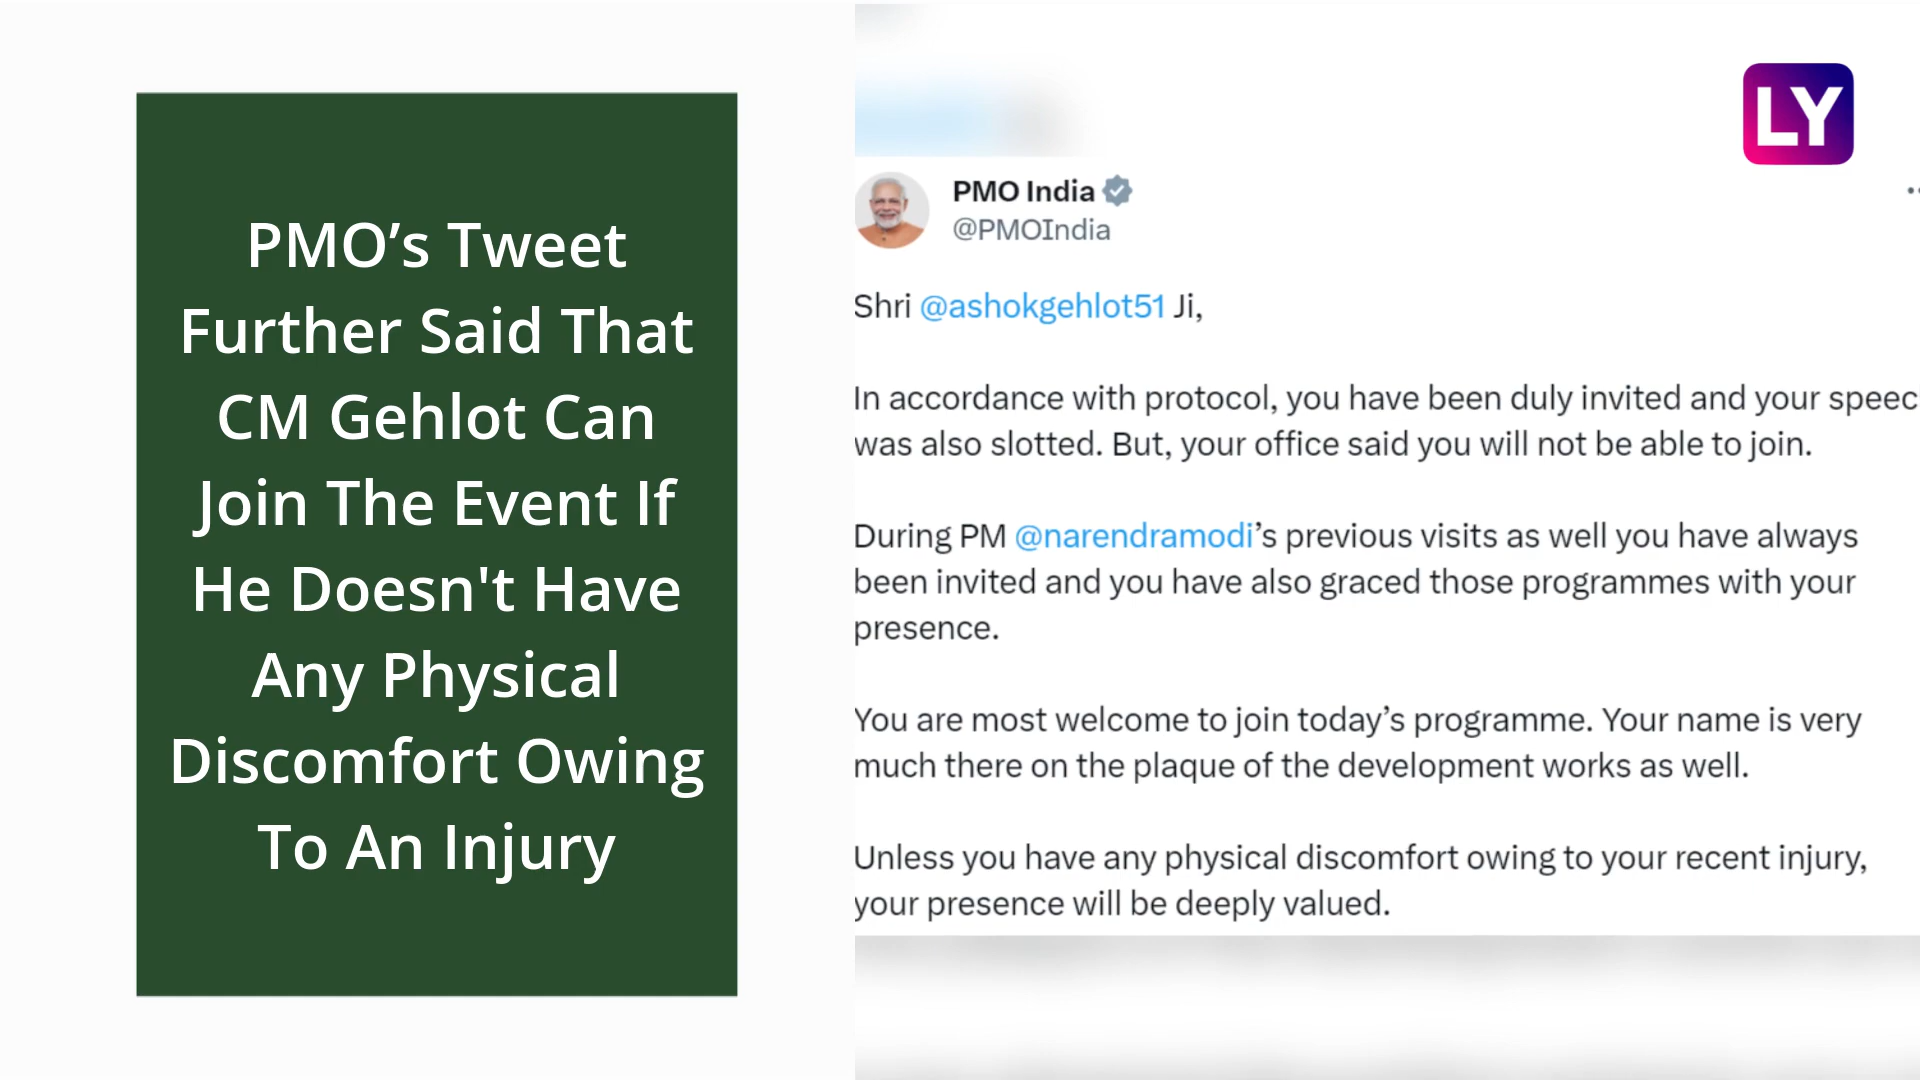 PMO’s Tweet
Further Said That
CM Gehlot Can
Join The Event If
He Doesn't Have
Any Physical
Discomfort Owing
To An Injury
LY
PMO India
@PMOIndia
Shri @ashokgehlot51 Ji,
In accordance with protocol, you have been duly invited and your speec
was also slotted. But, your office said you will not be able to join.
During PM @narendramodi’s previous visits as well you have always
been invited and you have also graced those programmes with your
presence.
You are most welcome to join today’s programme. Your name is very
much there on the plaque of the development works as well.
Unless you have any physical discomfort owing to your recent injury,
your presence will be deeply valued.